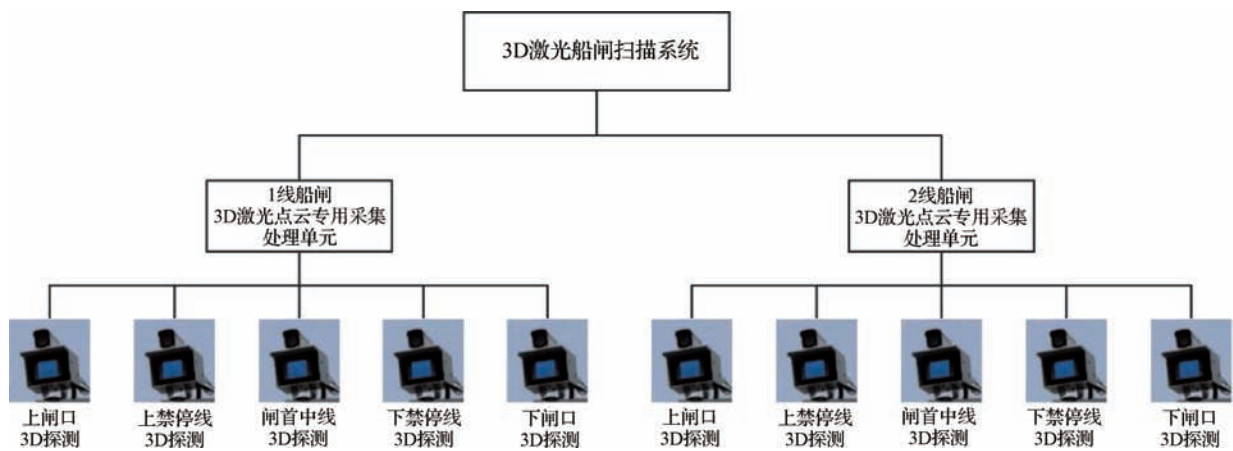 3D激光船闸扫描系统
1线船闸
3D激光点云专用采集
处理单元
2线船闸
3D激光点云专用采集
处理单元
上闸口
3D探测
上禁停线
3D探测
闸首中线
3D探测
下禁停线
3D探测
下闸口
3D探测
上闸口
3D探测
上禁停线
3D探测
闸首中线
3D探测
下禁停线
3D探测
下闸口
3D探测